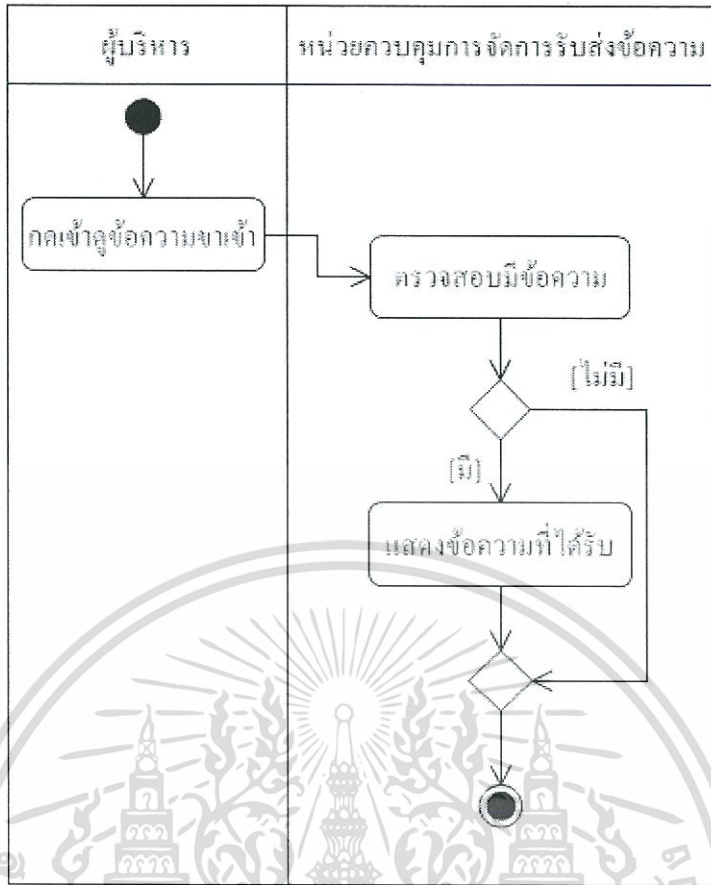 ผู้บริหาร
หน่วยควบคุมการจัดการรับส่งข้อความ
กดเข้าดูข้อความขาเข้า
ตรวจสอบมีข้อความ
[ไม่มี]
[มี]
แสดงข้อความที่ได้รับ